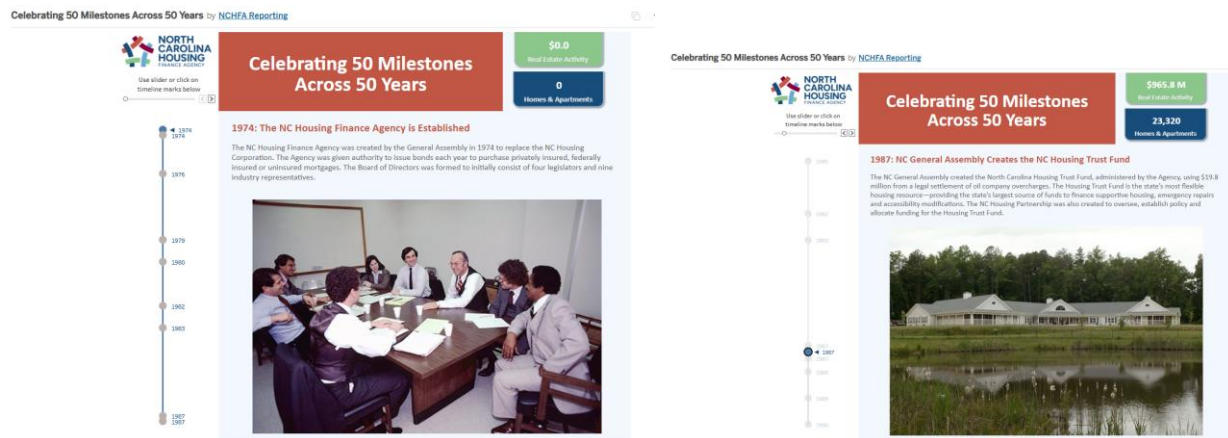 Celebrating 50 Milestones Across 50 Years by NCHFA Reporting
NORTH
CAROLINA
HOUSING
FINANCE AGENCY
Use slider or click on
timeline marks below
Celebrating 50 Milestones
Across 50 Years
$0.0
Real Estate Activity
0
Homes & Apartments
1974
1974
1976
1979
1980
1982
1983
1987
1987
1974: The NC Housing Finance Agency is Established
The NC Housing Finance Agency was created by the General Assembly in 1974 to replace the NC Housing
Corporation. The Agency was given authority to issue bonds each year to purchase privately insured, federally
insured or uninsured mortgages. The Board of Directors was formed to initially consist of four legislators and nine
industry representatives.
Celebrating 50 Milestones Across 50 Years by NCHFA Reporting
NORTH
CAROLINA
HOUSING
FINANCE AGENCY
Use slider or click on
timeline marks below
Celebrating 50 Milestones
Across 50 Years
$965.8 M
Real Estate Activity
23,320
Homes & Apartments
1987
1987: NC General Assembly Creates the NC Housing Trust Fund
The NC General Assembly created the North Carolina Housing Trust Fund, administered by the Agency, using $19.8
million from a legal settlement of oil company overcharges. The Housing Trust Fund is the state's most flexible
housing resource—providing the state's largest source of funds to finance supportive housing, emergency repairs
and accessibility modifications. The NC Housing Partnership was also created to oversee, establish policy and
allocate funding for the Housing Trust Fund.